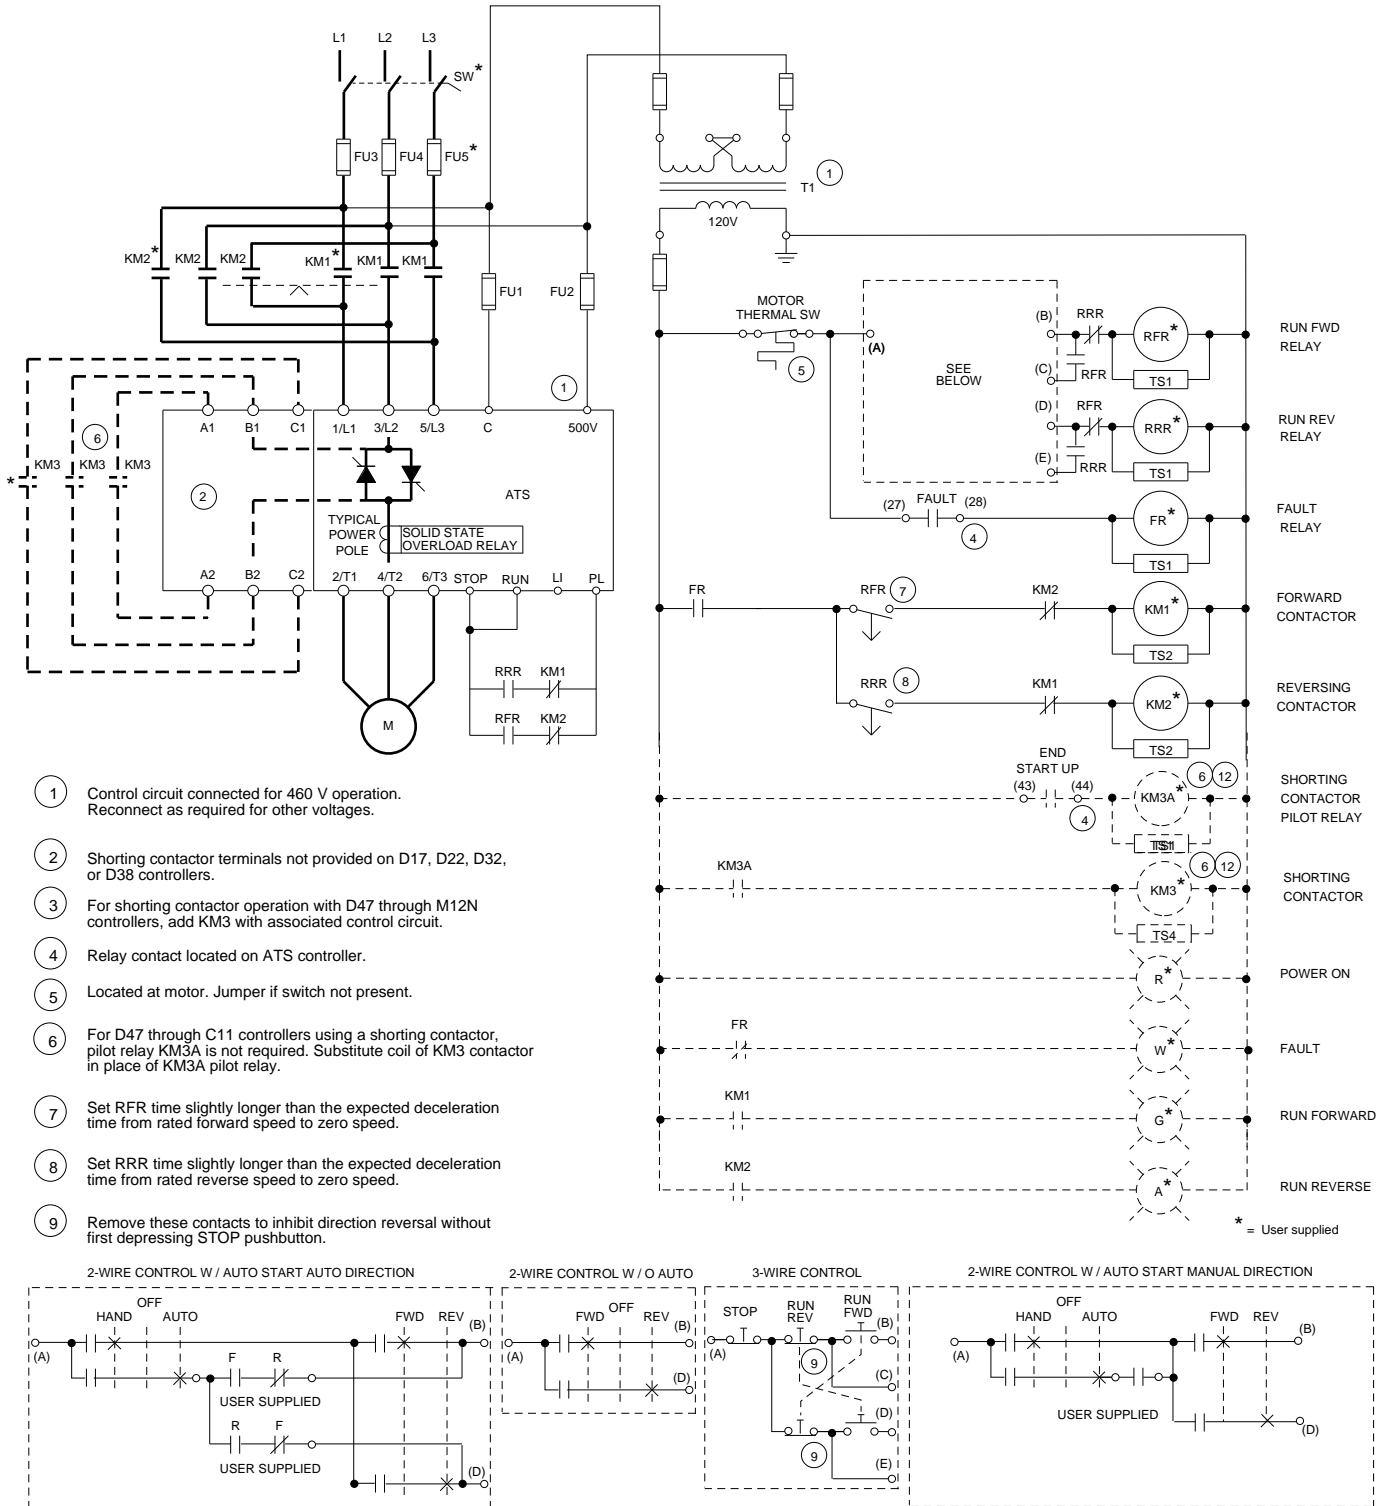 L1 L2 L3
SW*
FU3 FU4 FU5*
T1 1
120V
KM2* KM2 KM2 KM1* KM1 KM1
FU1 FU2
MOTOR
THERMAL SW
5
(A)
SEE
BELOW
(B) RRR RFR*
(C) RFR TS1
RUN FWD
RELAY
(D) RFR RRR*
(E) RRR TS1
RUN REV
RELAY
1
A1 B1 C1 1/L1 3/L2 5/L3 C 500V
6
* KM3 KM3 KM3
2
ATS
TYPICAL
POWER
POLE
SOLID STATE
OVERLOAD RELAY
A2 B2 C2 2/T1 4/T2 6/T3 STOP RUN LI PL
(27) FAULT (28)
4
FR*
TS1
FAULT
RELAY
FR RFR 7 KM2 KM1*
TS2
FORWARD
CONTACTOR
RRR KM1
RFR KM2
M
RRR 8 KM1 KM2*
TS2
REVERSING
CONTACTOR
END
START UP
(43) (44)
4
KM3A* 6 12
TS1
SHORTING
CONTACTOR
PILOT RELAY
KM3A KM3* 6 12
TS4
SHORTING
CONTACTOR
R* POWER ON
FR W* FAULT
KM1 G* RUN FORWARD
KM2 A* RUN REVERSE
* = User supplied
1 Control circuit connected for 460 V operation.
Reconnect as required for other voltages.
2 Shorting contactor terminals not provided on D17, D22, D32,
or D38 controllers.
3 For shorting contactor operation with D47 through M12N
controllers, add KM3 with associated control circuit.
4 Relay contact located on ATS controller.
5 Located at motor. Jumper if switch not present.
6 For D47 through C11 controllers using a shorting contactor,
pilot relay KM3A is not required. Substitute coil of KM3 contactor
in place of KM3A pilot relay.
7 Set RFR time slightly longer than the expected deceleration
time from rated forward speed to zero speed.
8 Set RRR time slightly longer than the expected deceleration
time from rated reverse speed to zero speed.
9 Remove these contacts to inhibit direction reversal without
first depressing STOP pushbutton.
2-WIRE CONTROL W / AUTO START AUTO DIRECTION
OFF
HAND AUTO FWD REV (B)
(A)
F R
USER SUPPLIED
R F
USER SUPPLIED
(D)
2-WIRE CONTROL W / O AUTO
OFF
FWD REV (B)
(A)
(D)
3-WIRE CONTROL
STOP RUN
REV RUN
FWD (B)
(A)
9
(C)
(D)
9
(E)
2-WIRE CONTROL W / AUTO START MANUAL DIRECTION
OFF
HAND AUTO FWD REV
(B)
(A)
USER SUPPLIED
(D)